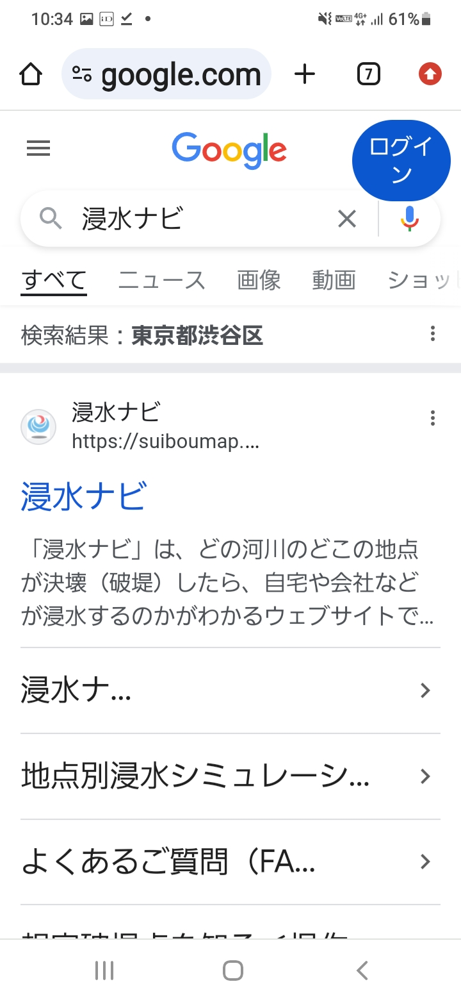 10:34 iD VoLTE 4G+ 61%
google.com 7
Google
ログイ
ン
浸水ナビ
すべて ニュース 画像 動画 ショッ
検索結果：東京都渋谷区
浸水ナビ
https://suiboumap....
浸水ナビ
「浸水ナビ」は、どの河川のどこの地点
が決壊（破堤）したら、自宅や会社など
が浸水するのかがわかるウェブサイトで...
浸水ナ...
地点別浸水シミュレーシ...
よくあるご質問（FA...